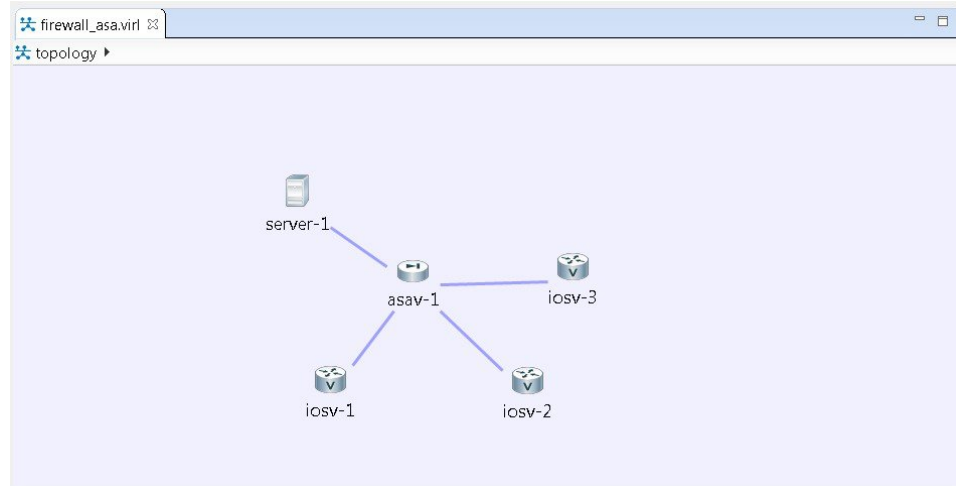 firewall_asa.virl
topology
server-1
asav-1
iosv-3
iosv-1
iosv-2
V
V
V